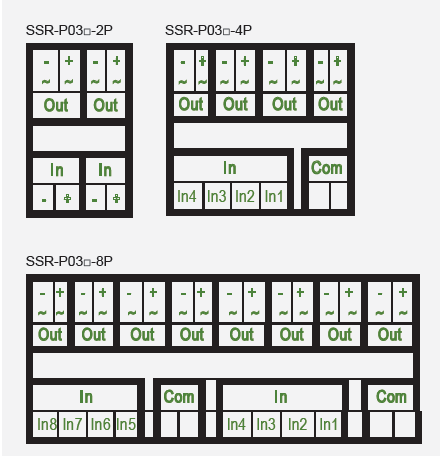 SSR-P03□-2P
- + - +
~ ~ ~ ~
Out Out
In In
- + - +
SSR-P03□-4P
- + - + - + - +
~ ~ ~ ~ ~ ~ ~ ~
Out Out Out Out
In Com
In4 In3 In2 In1
SSR-P03□-8P
- + - + - + - + - + - + - + - +
~ ~ ~ ~ ~ ~ ~ ~ ~ ~ ~ ~ ~ ~ ~ ~
Out Out Out Out Out Out Out Out
In Com In Com
In8 In7 In6 In5 In4 In3 In2 In1